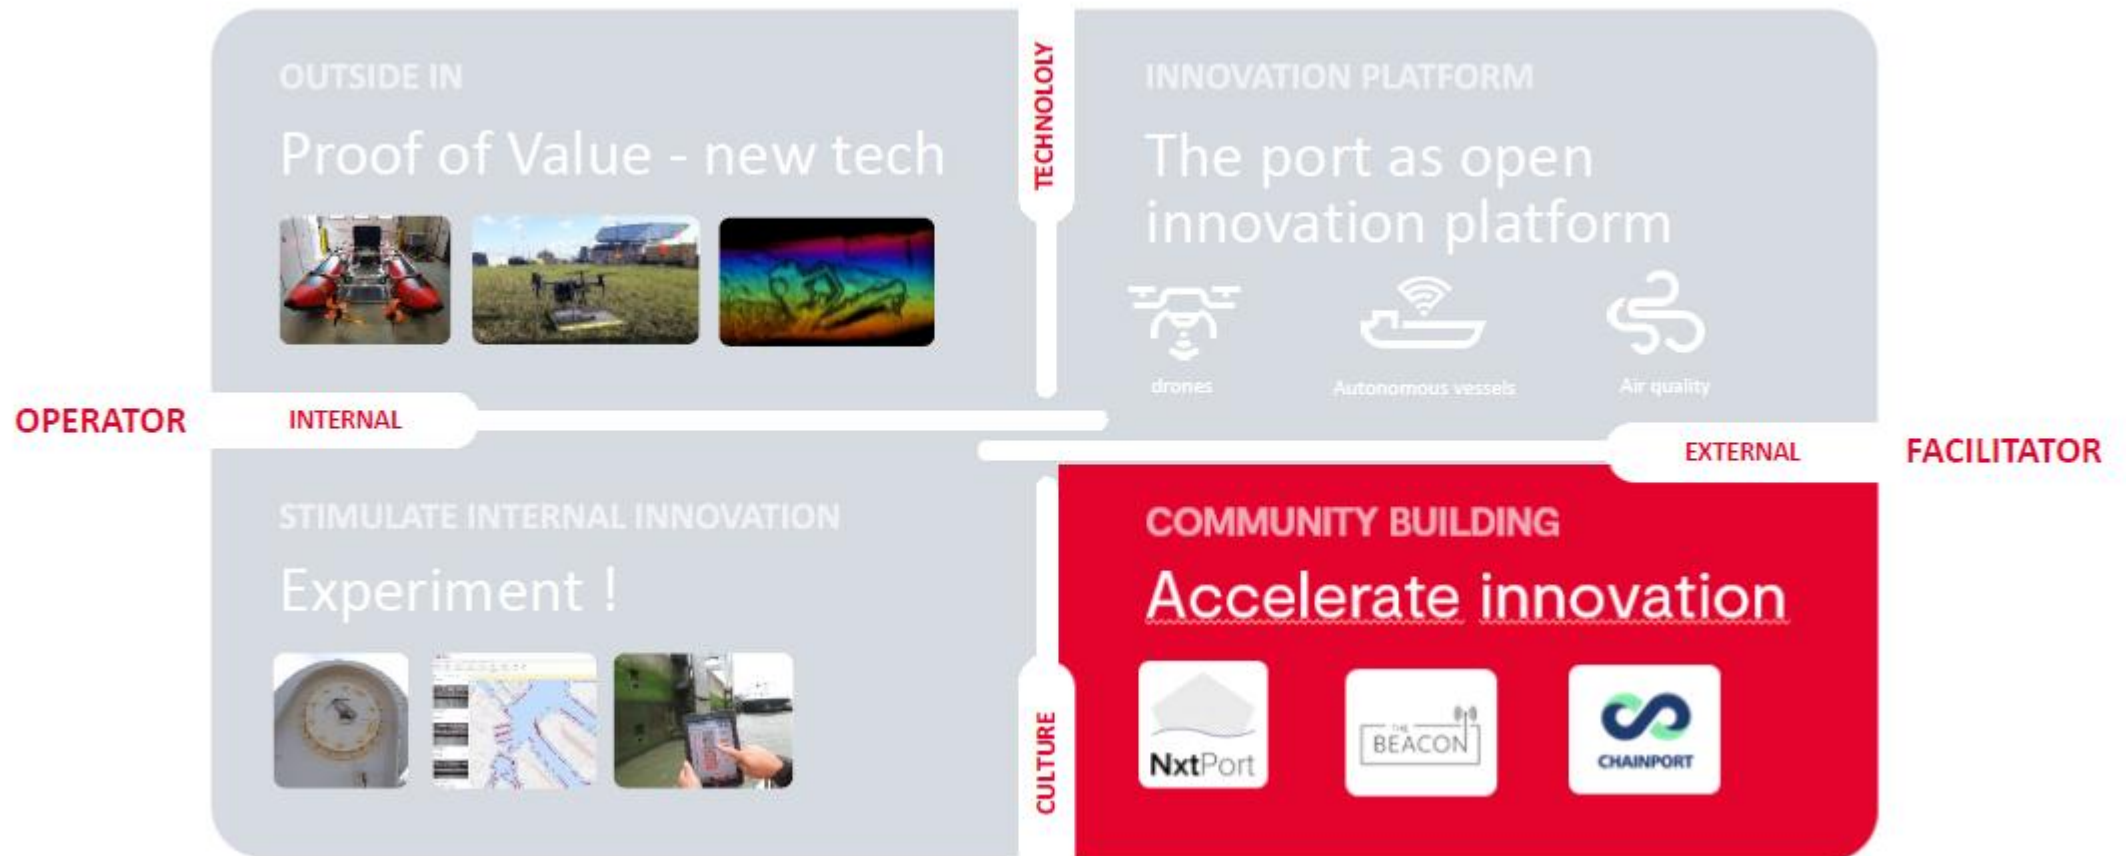 OUTSIDE IN
Proof of Value - new tech
TECHNOLOLY
INNOVATION PLATFORM
The port as open
innovation platform
drones
Autonomous vessels
Air quality
OPERATOR
INTERNAL
EXTERNAL
FACILITATOR
STIMULATE INTERNAL INNOVATION
Experiment !
CULTURE
COMMUNITY BUILDING
Accelerate innovation
NxtPort
THE
BEACON
CHAINPORT